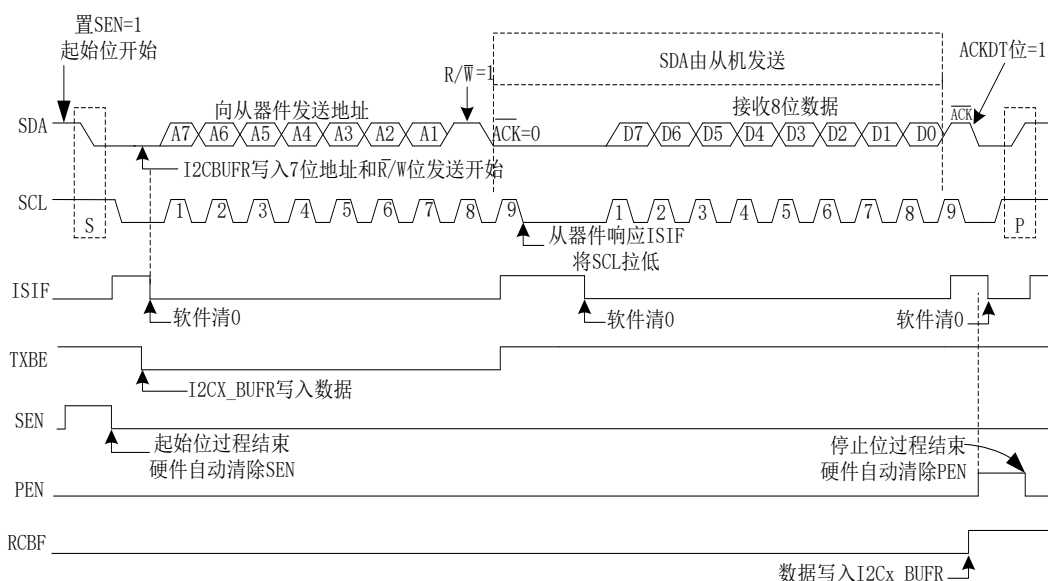 置SEN=1
起始位开始
SDA由从机发送
ACKDT位=1
R/W̅=1
向从器件发送地址
接收8位数据
SDA
A7 A6 A5 A4 A3 A2 A1
A̅C̅K̅=0
D7 D6 D5 D4 D3 D2 D1 D0
A̅C̅K̅
I2CBUFR写入7位地址和R̅/W位发送开始
SCL
S
1 2 3 4 5 6 7 8 9
1 2 3 4 5 6 7 8 9
P
从器件响应ISIF
将SCL拉低
ISIF
软件清0
软件清0
软件清0
TXBE
I2CX_BUFR写入数据
SEN
起始位过程结束
硬件自动清除SEN
停止位过程结束
硬件自动清除PEN
PEN
RCBF
数据写入I2Cx_BUFR